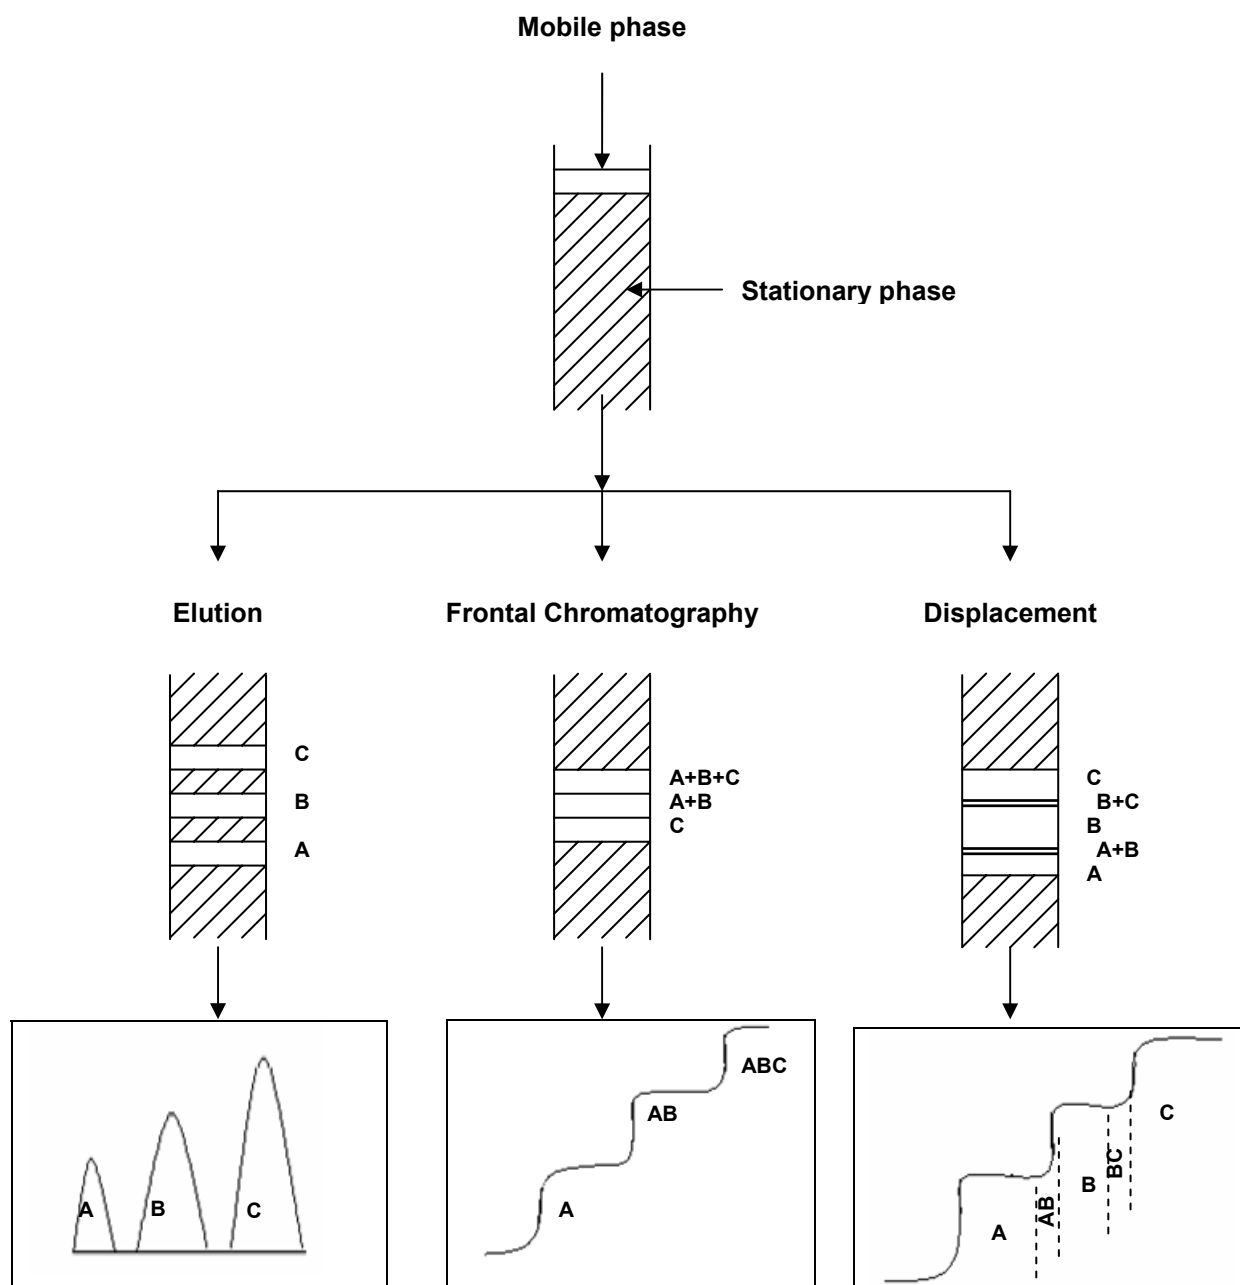 Mobile phase
Stationary phase
Elution
Frontal Chromatography
Displacement
C
B
A
A+B+C
A+B
C
C
B+C
B
A+B
A
A
B
C
A
AB
ABC
A
AB
B
BC
C